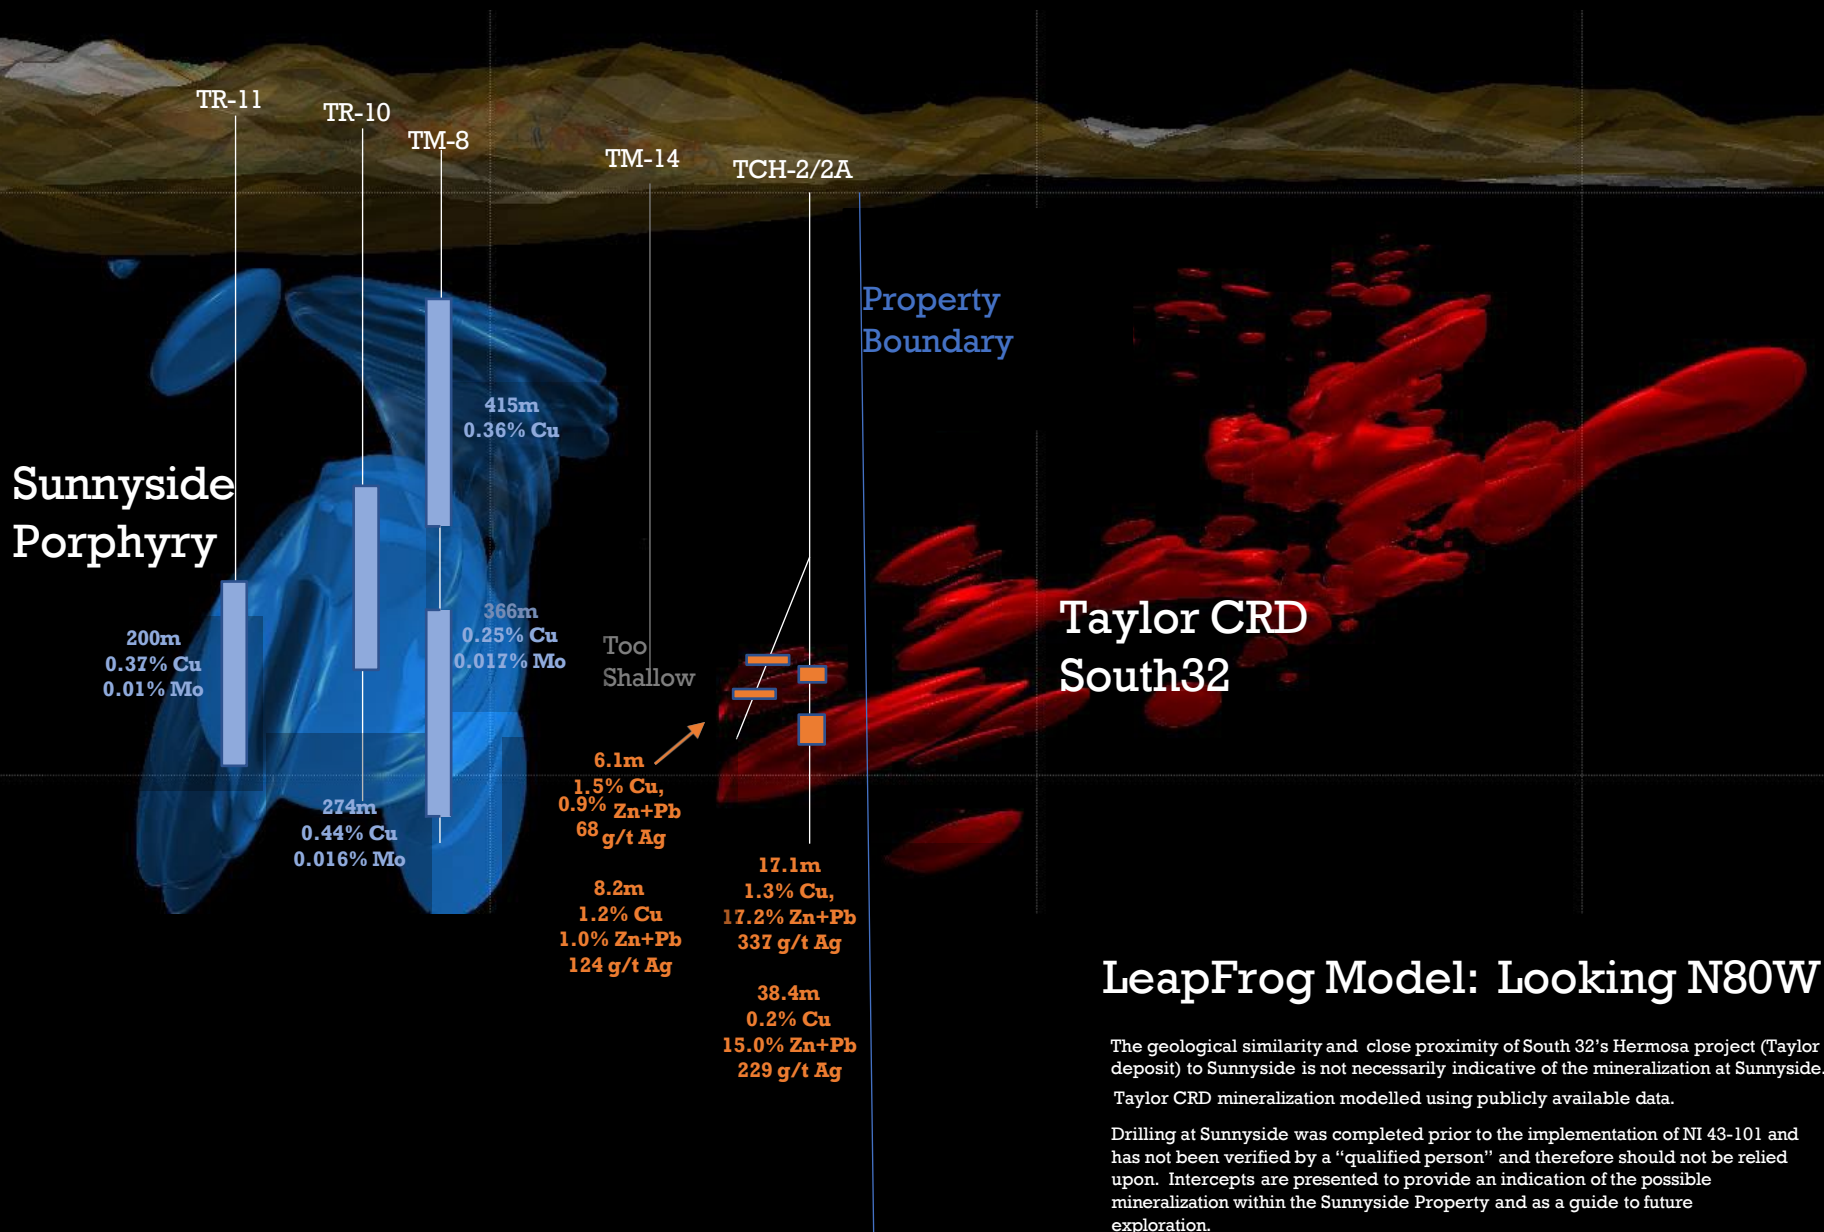 TR-11
TR-10
TM-8
TM-14
TCH-2/2A
Property
Boundary
415m
0.36% Cu
Sunnyside
Porphyry
366m
0.25% Cu
0.017% Mo
200m
0.37% Cu
0.01% Mo
Too
Shallow
Taylor CRD
South32
274m
0.44% Cu
0.016% Mo
6.1m
1.5% Cu,
0.9% Zn+Pb
68 g/t Ag
8.2m
1.2% Cu
1.0% Zn+Pb
124 g/t Ag
17.1m
1.3% Cu,
17.2% Zn+Pb
337 g/t Ag
38.4m
0.2% Cu
15.0% Zn+Pb
229 g/t Ag
LeapFrog Model: Looking N80W
The geological similarity and close proximity of South 32's Hermosa project (Taylor
deposit) to Sunnyside is not necessarily indicative of the mineralization at Sunnyside.
Taylor CRD mineralization modelled using publicly available data.
Drilling at Sunnyside was completed prior to the implementation of NI 43-101 and
has not been verified by a “qualified person” and therefore should not be relied
upon. Intercepts are presented to provide an indication of the possible
mineralization within the Sunnyside Property and as a guide to future
exploration.